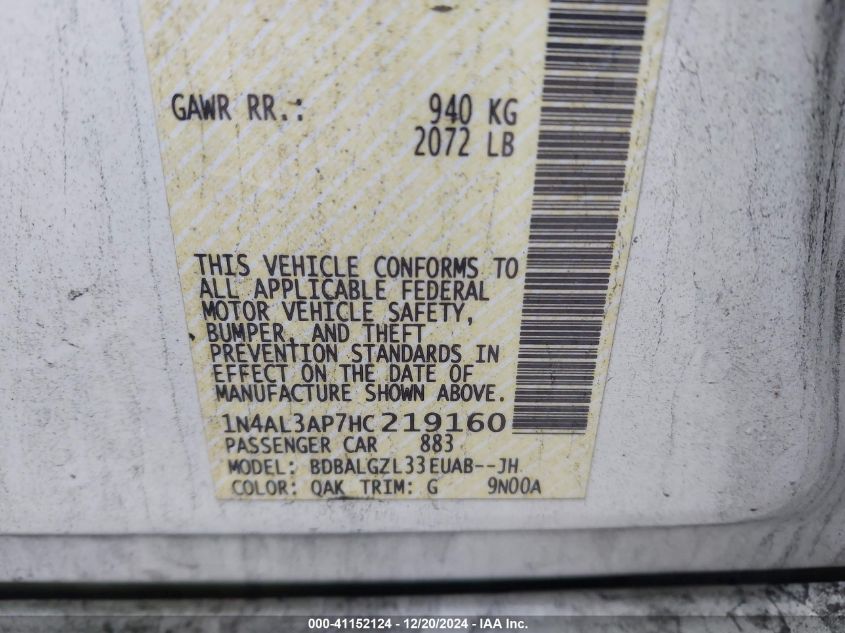 GAWR RR.: 940 KG
2072 LB
THIS VEHICLE CONFORMS TO
ALL APPLICABLE FEDERAL
MOTOR VEHICLE SAFETY,
BUMPER, AND THEFT
PREVENTION STANDARDS IN
EFFECT ON THE DATE OF
MANUFACTURE SHOWN ABOVE.
1N4AL3AP7HC219160
PASSENGER CAR 883
MODEL: BDBALGZL33EUAB--JH
COLOR: QAK TRIM: G 9N00A
000-41152124 - 12/20/2024 - IAA Inc.